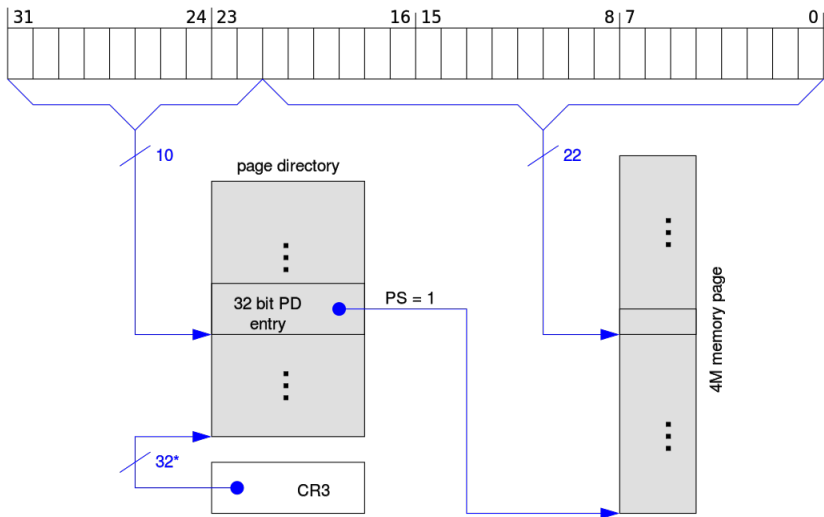 31
24
23
16
15
8
7
0
10
22
page directory
32 bit PD
entry
PS = 1
4M memory page
32*
CR3